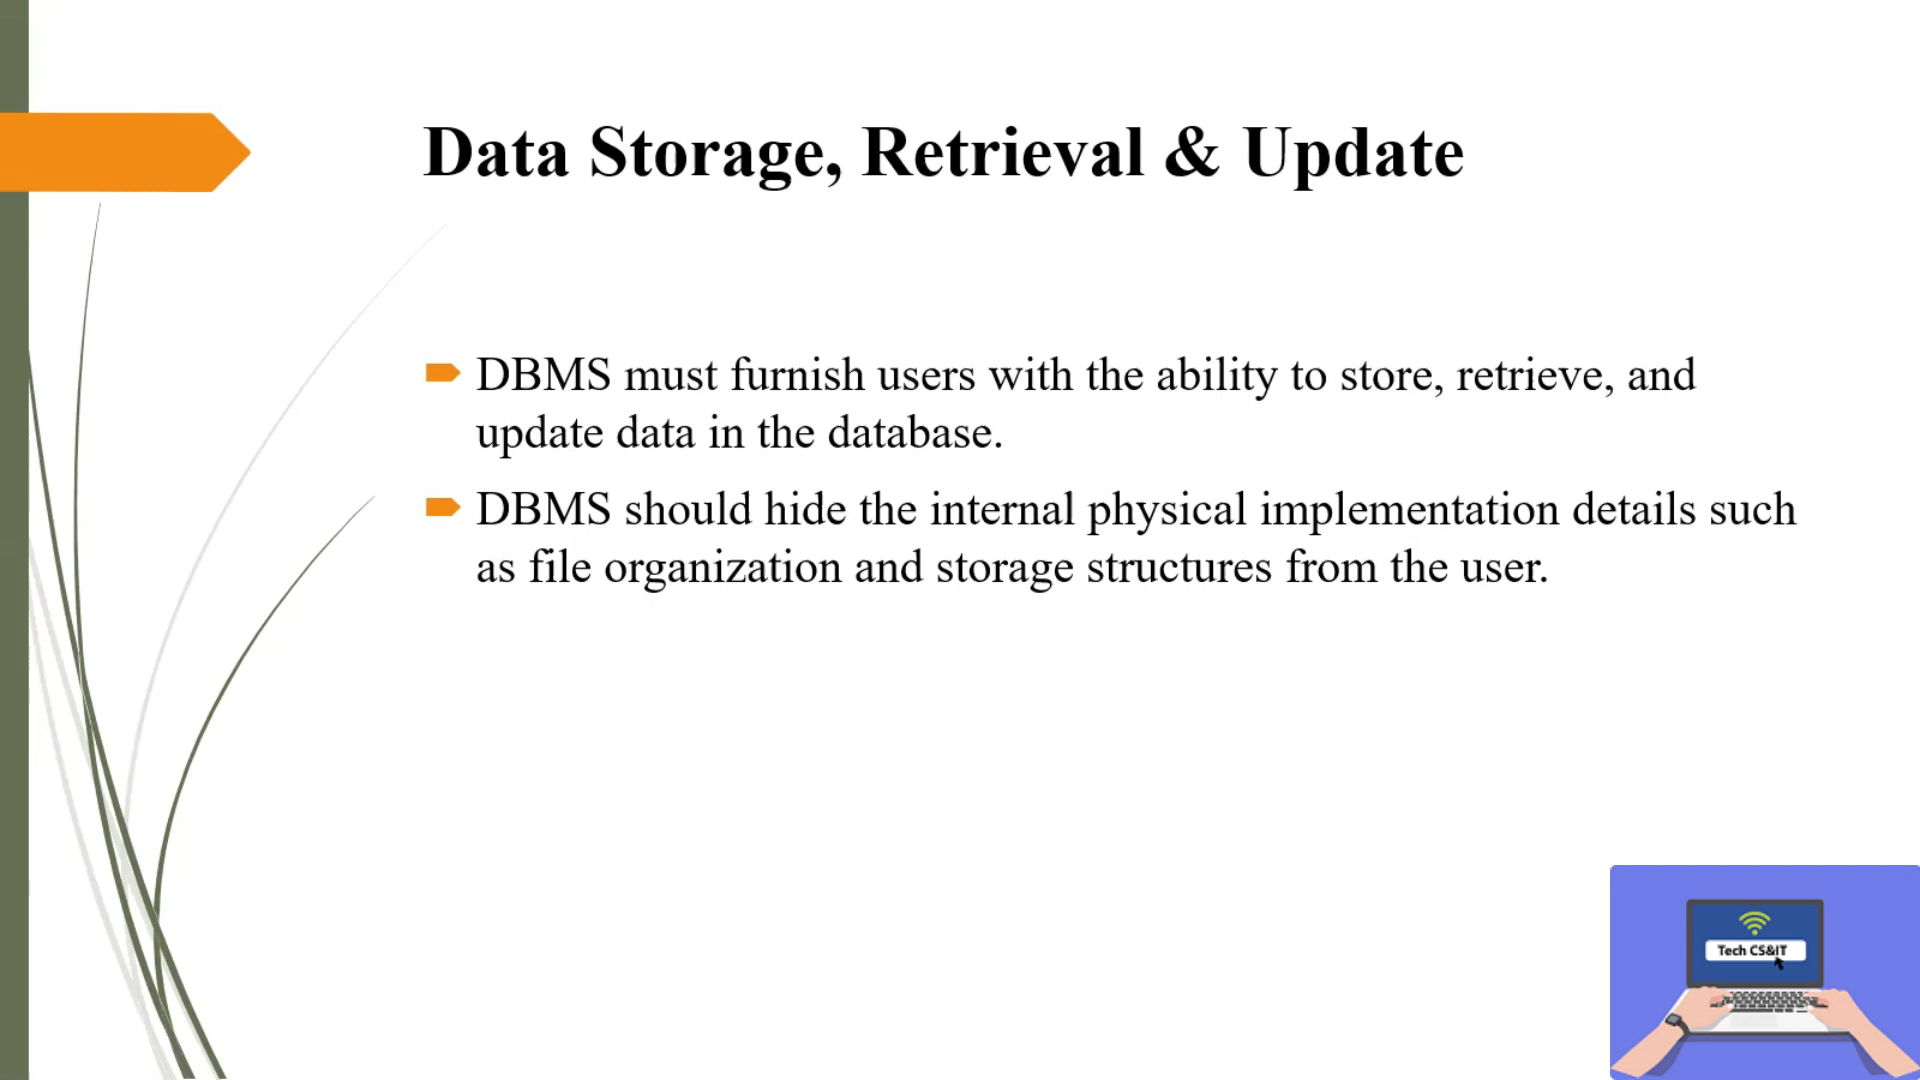 Data Storage, Retrieval & Update
DBMS must furnish users with the ability to store, retrieve, and
update data in the database.
DBMS should hide the internal physical implementation details such
as file organization and storage structures from the user.
Tech CS&IT